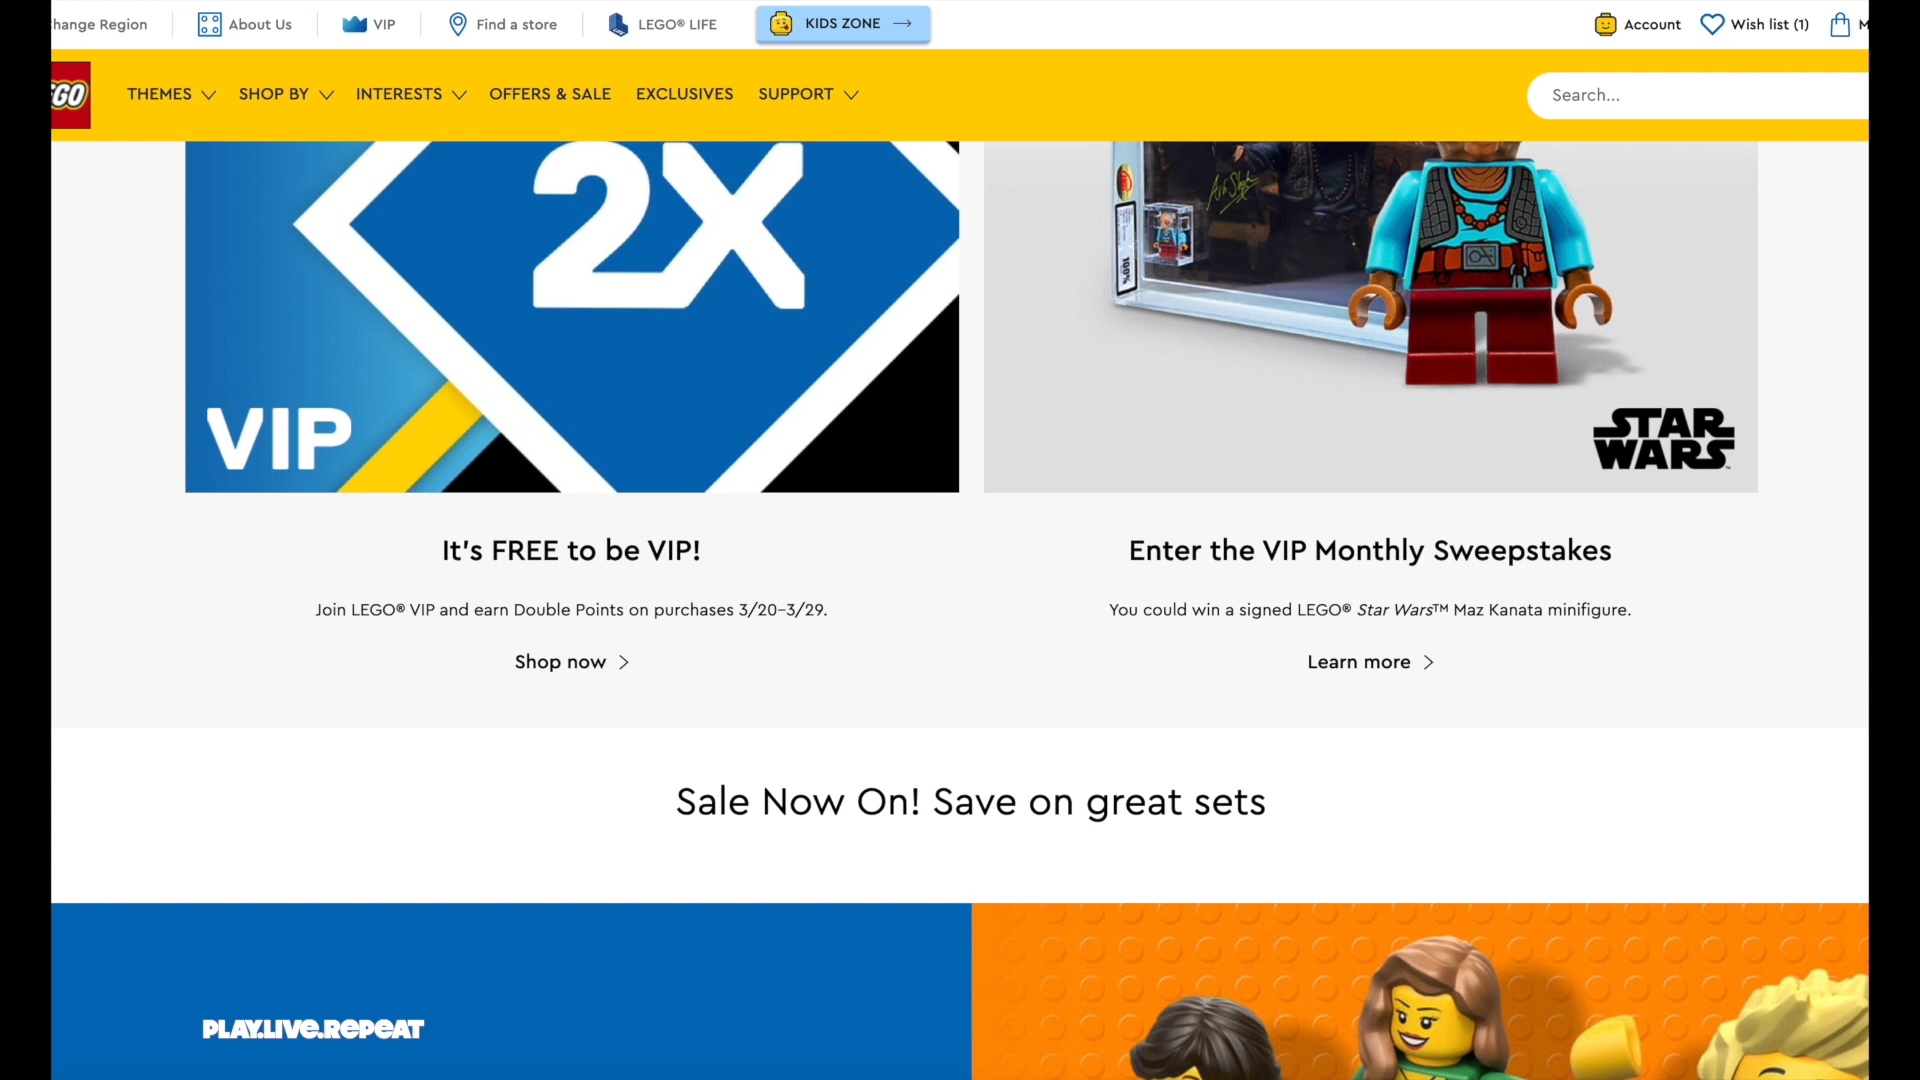 Change Region
About Us
VIP
Find a store
LEGO® LIFE
KIDS ZONE
Account
Wish list (1)
THEMES
SHOP BY
INTERESTS
OFFERS & SALE
EXCLUSIVES
SUPPORT
Search...
2X
VIP
100%
STAR
WARS™
It's FREE to be VIP!
Join LEGO® VIP and earn Double Points on purchases 3/20-3/29.
Shop now
Enter the VIP Monthly Sweepstakes
You could win a signed LEGO® Star Wars™ Maz Kanata minifigure.
Learn more
Sale Now On! Save on great sets
PLAY.LIVE.REPEAT